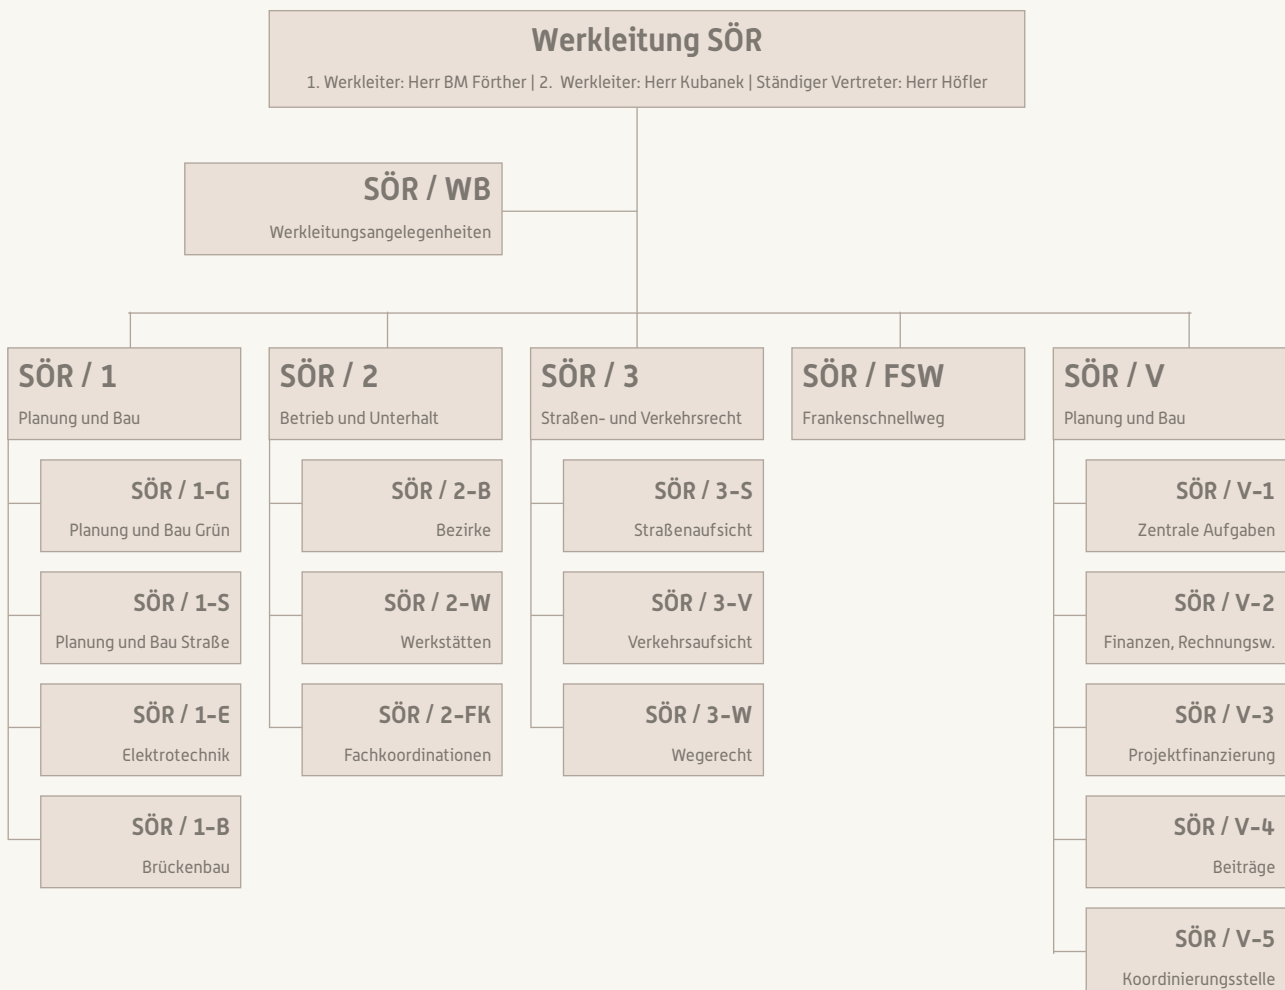 Werkleitung SÖR
1. Werkleiter: Herr BM Förther | 2. Werkleiter: Herr Kubanek | Ständiger Vertreter: Herr Höfler
SÖR / WB
Werkleitungsangelegenheiten
SÖR / 1
Planung und Bau
SÖR / 1-G
Planung und Bau Grün
SÖR / 1-S
Planung und Bau Straße
SÖR / 1-E
Elektrotechnik
SÖR / 1-B
Brückenbau
SÖR / 2
Betrieb und Unterhalt
SÖR / 2-B
Bezirke
SÖR / 2-W
Werkstätten
SÖR / 2-FK
Fachkoordinationen
SÖR / 3
Straßen- und Verkehrsrecht
SÖR / 3-S
Straßenaufsicht
SÖR / 3-V
Verkehrsaufsicht
SÖR / 3-W
Wegerecht
SÖR / FSW
Frankenschnellweg
SÖR / V
Planung und Bau
SÖR / V-1
Zentrale Aufgaben
SÖR / V-2
Finanzen, Rechnungsw.
SÖR / V-3
Projektfinanzierung
SÖR / V-4
Beiträge
SÖR / V-5
Koordinierungsstelle